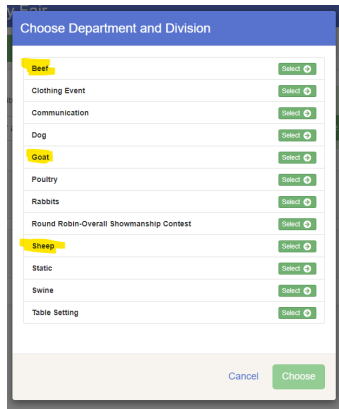 y Fair
Choose Department and Division
Beef Select
Clothing Event Select
Communication Select
Dog Select
Goat Select
Poultry Select
Rabbits Select
Round Robin-Overall Showmanship Contest Select
Sheep Select
Static Select
Swine Select
Table Setting Select
Cancel Choose